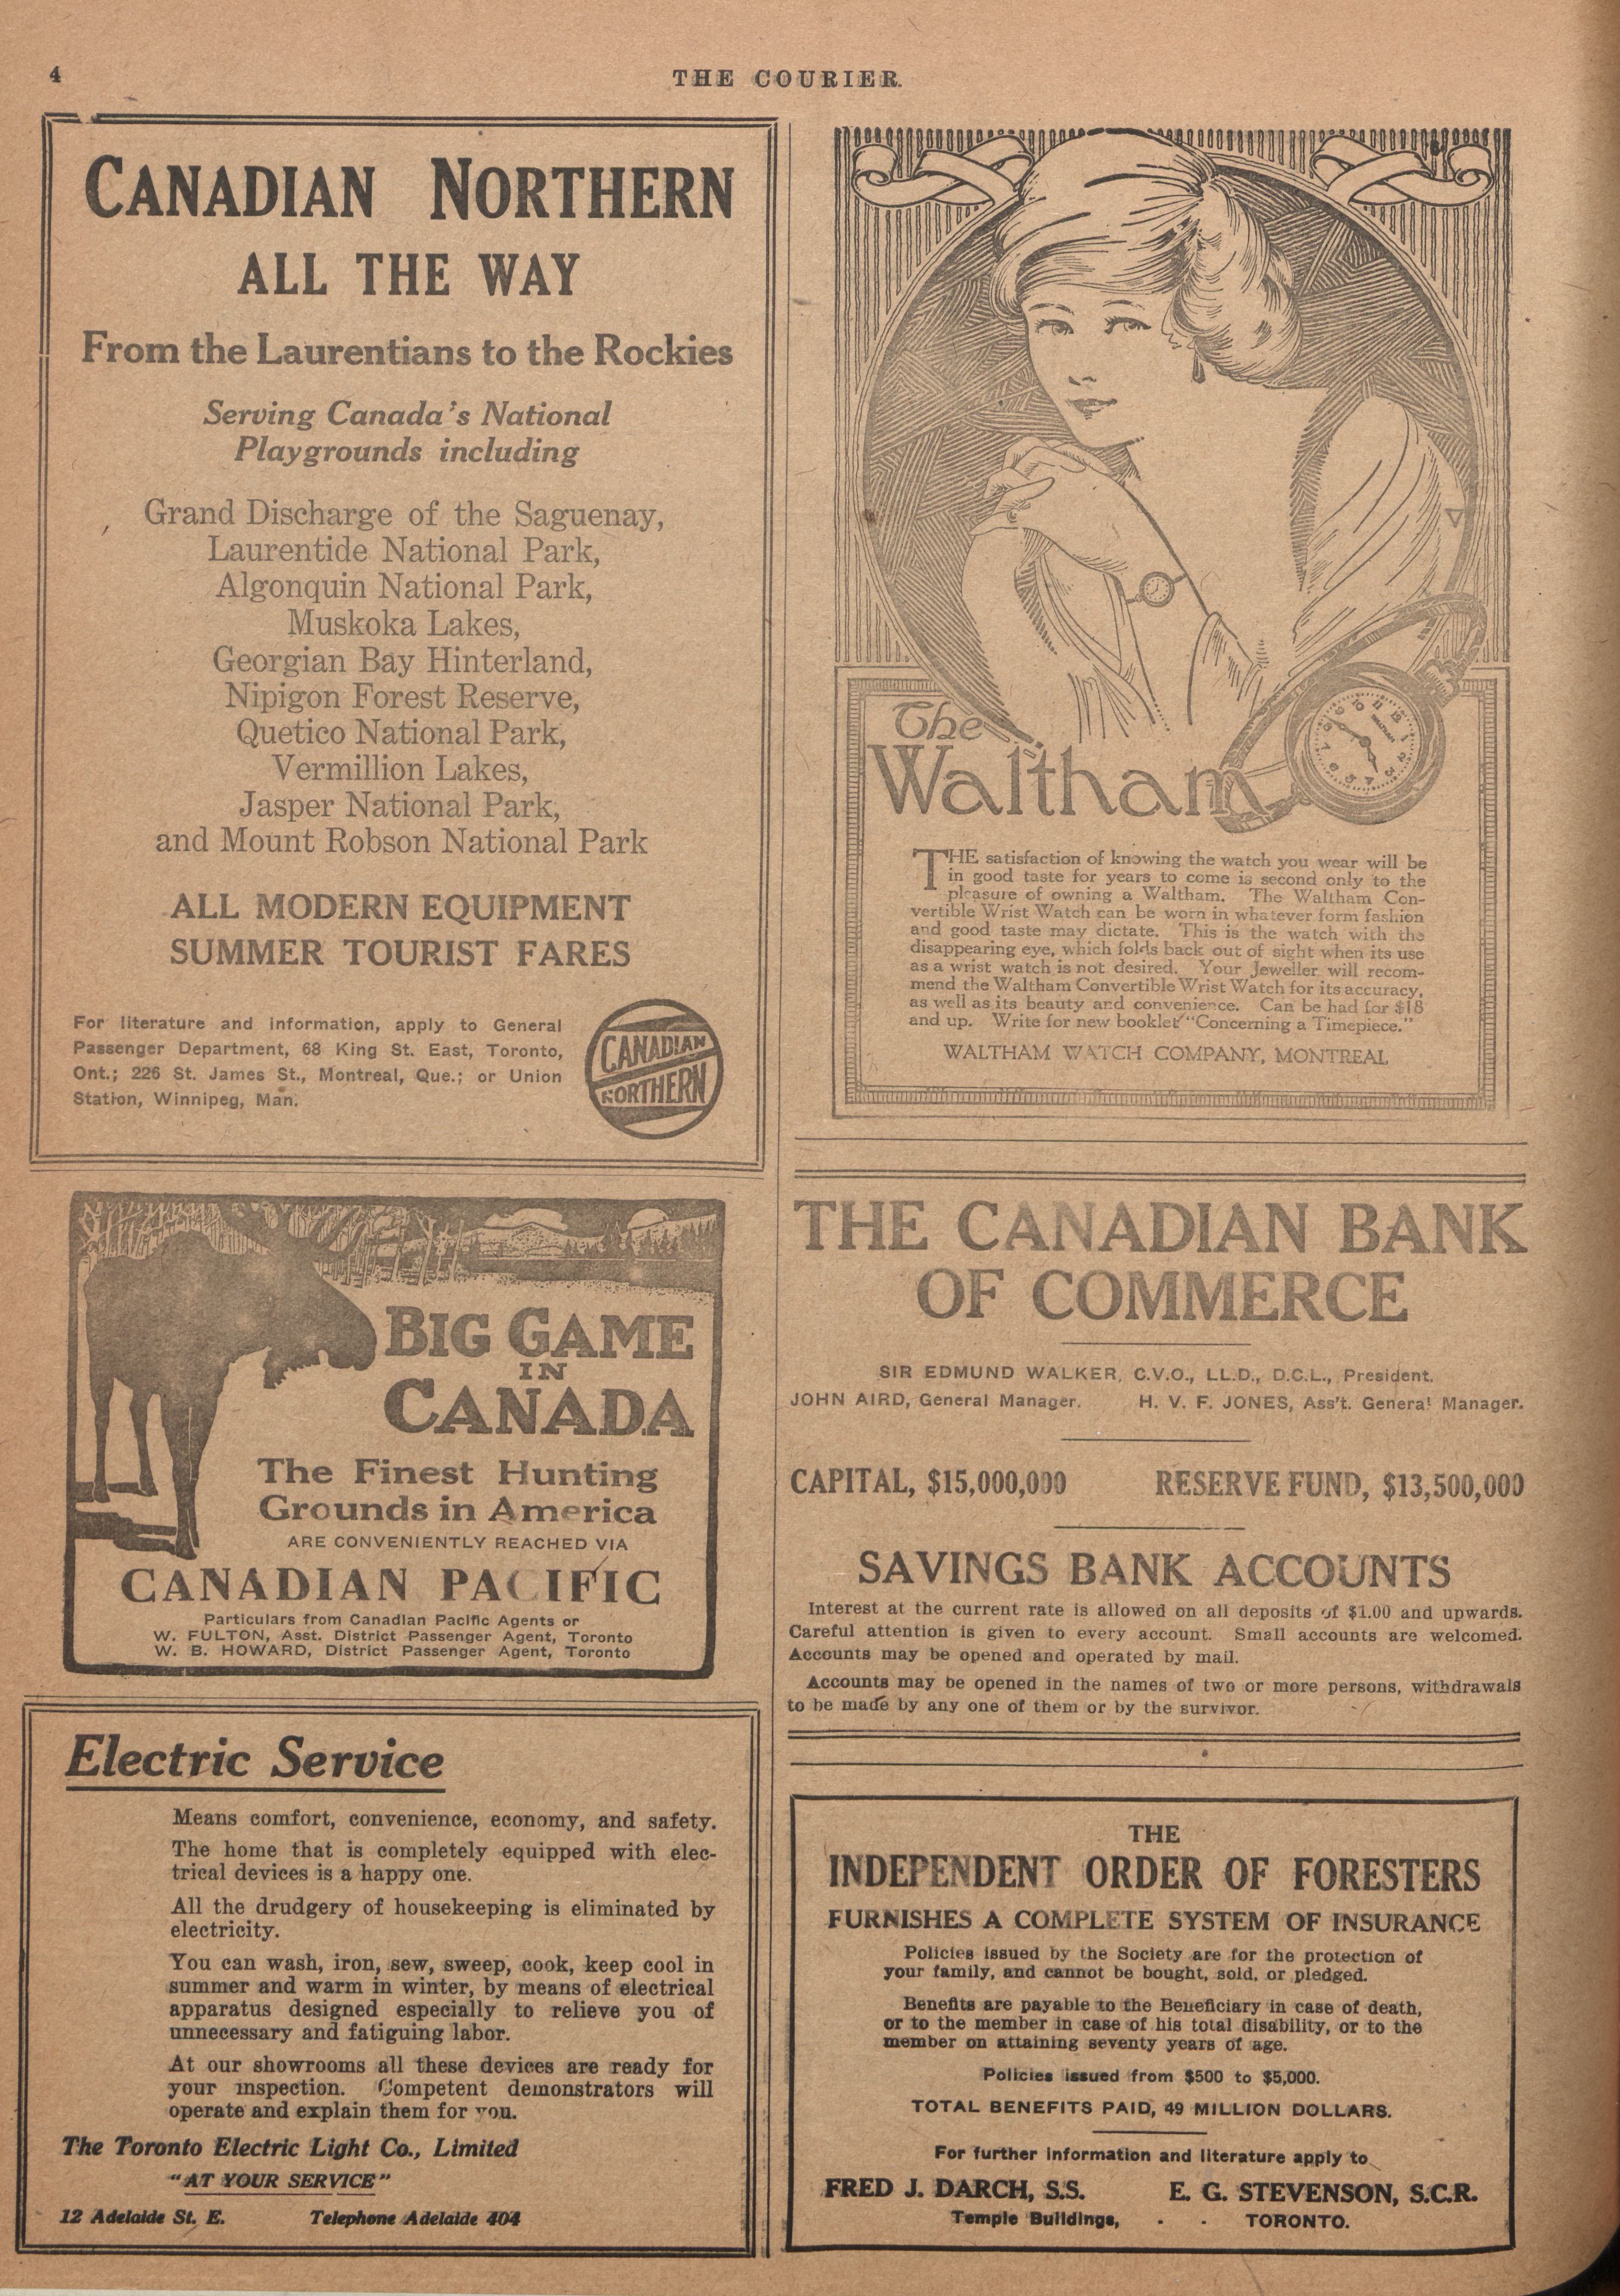 4
THE COURIER.
CANADIAN NORTHERN
ALL THE WAY
From the Laurentians to the Rockies
Serving Canada's National
Playgrounds including
Grand Discharge of the Saguenay,
Laurentide National Park,
Algonquin National Park,
Muskoka Lakes,
Georgian Bay Hinterland,
Nipigon Forest Reserve,
Quetico National Park,
Vermillion Lakes,
Jasper National Park,
and Mount Robson National Park
ALL MODERN EQUIPMENT
SUMMER TOURIST FARES
For literature and information, apply to General
Passenger Department, 68 King St. East, Toronto,
Ont.; 226 St. James St., Montreal, Que.; or Union
Station, Winnipeg, Man.
CANADIAN
NORTHERN
BIG GAME
IN
CANADA
The Finest Hunting
Grounds in America
ARE CONVENIENTLY REACHED VIA
CANADIAN PACIFIC
Particulars from Canadian Pacific Agents or
W. FULTON, Asst. District Passenger Agent, Toronto
W. B. HOWARD, District Passenger Agent, Toronto
Electric Service
Means comfort, convenience, economy, and safety.
The home that is completely equipped with elec-
trical devices is a happy one.
All the drudgery of housekeeping is eliminated by
electricity.
You can wash, iron, sew, sweep, cook, keep cool in
summer and warm in winter, by means of electrical
apparatus designed especially to relieve you of
unnecessary and fatiguing labor.
At our showrooms all these devices are ready for
your inspection. Competent demonstrators will
operate and explain them for you.
The Toronto Electric Light Co., Limited
"AT YOUR SERVICE"
12 Adelaide St. E. Telephone Adelaide 404
The
Waltham
THE satisfaction of knowing the watch you wear will be
in good taste for years to come is second only to the
pleasure of owning a Waltham. The Waltham Con-
vertible Wrist Watch can be worn in whatever form fashion
and good taste may dictate. This is the watch with the
disappearing eye, which folds back out of sight when its use
as a wrist watch is not desired. Your Jeweller will recom-
mend the Waltham Convertible Wrist Watch for its accuracy,
as well as its beauty and convenience. Can be had for $18
and up. Write for new booklet "Concerning a Timepiece."
WALTHAM WATCH COMPANY, MONTREAL
THE CANADIAN BANK
OF COMMERCE
SIR EDMUND WALKER, C.V.O., LL.D., D.C.L., President.
JOHN AIRD, General Manager. H. V. F. JONES, Ass't. General Manager.
CAPITAL, $15,000,000 RESERVE FUND, $13,500,000
SAVINGS BANK ACCOUNTS
Interest at the current rate is allowed on all deposits of $1.00 and upwards.
Careful attention is given to every account. Small accounts are welcomed.
Accounts may be opened and operated by mail.
Accounts may be opened in the names of two or more persons, withdrawals
to be made by any one of them or by the survivor.
THE
INDEPENDENT ORDER OF FORESTERS
FURNISHES A COMPLETE SYSTEM OF INSURANCE
Policies issued by the Society are for the protection of
your family, and cannot be bought, sold, or pledged.
Benefits are payable to the Beneficiary in case of death,
or to the member in case of his total disability, or to the
member on attaining seventy years of age.
Policies issued from $500 to $5,000.
TOTAL BENEFITS PAID, 49 MILLION DOLLARS.
For further information and literature apply to
FRED J. DARCH, S.S. E. G. STEVENSON, S.C.R.
Temple Buildings, - - TORONTO.